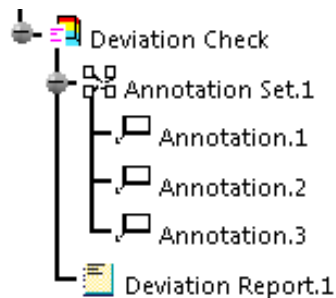 Deviation Check
Annotation Set.1
Annotation.1
Annotation.2
Annotation.3
Deviation Report.1